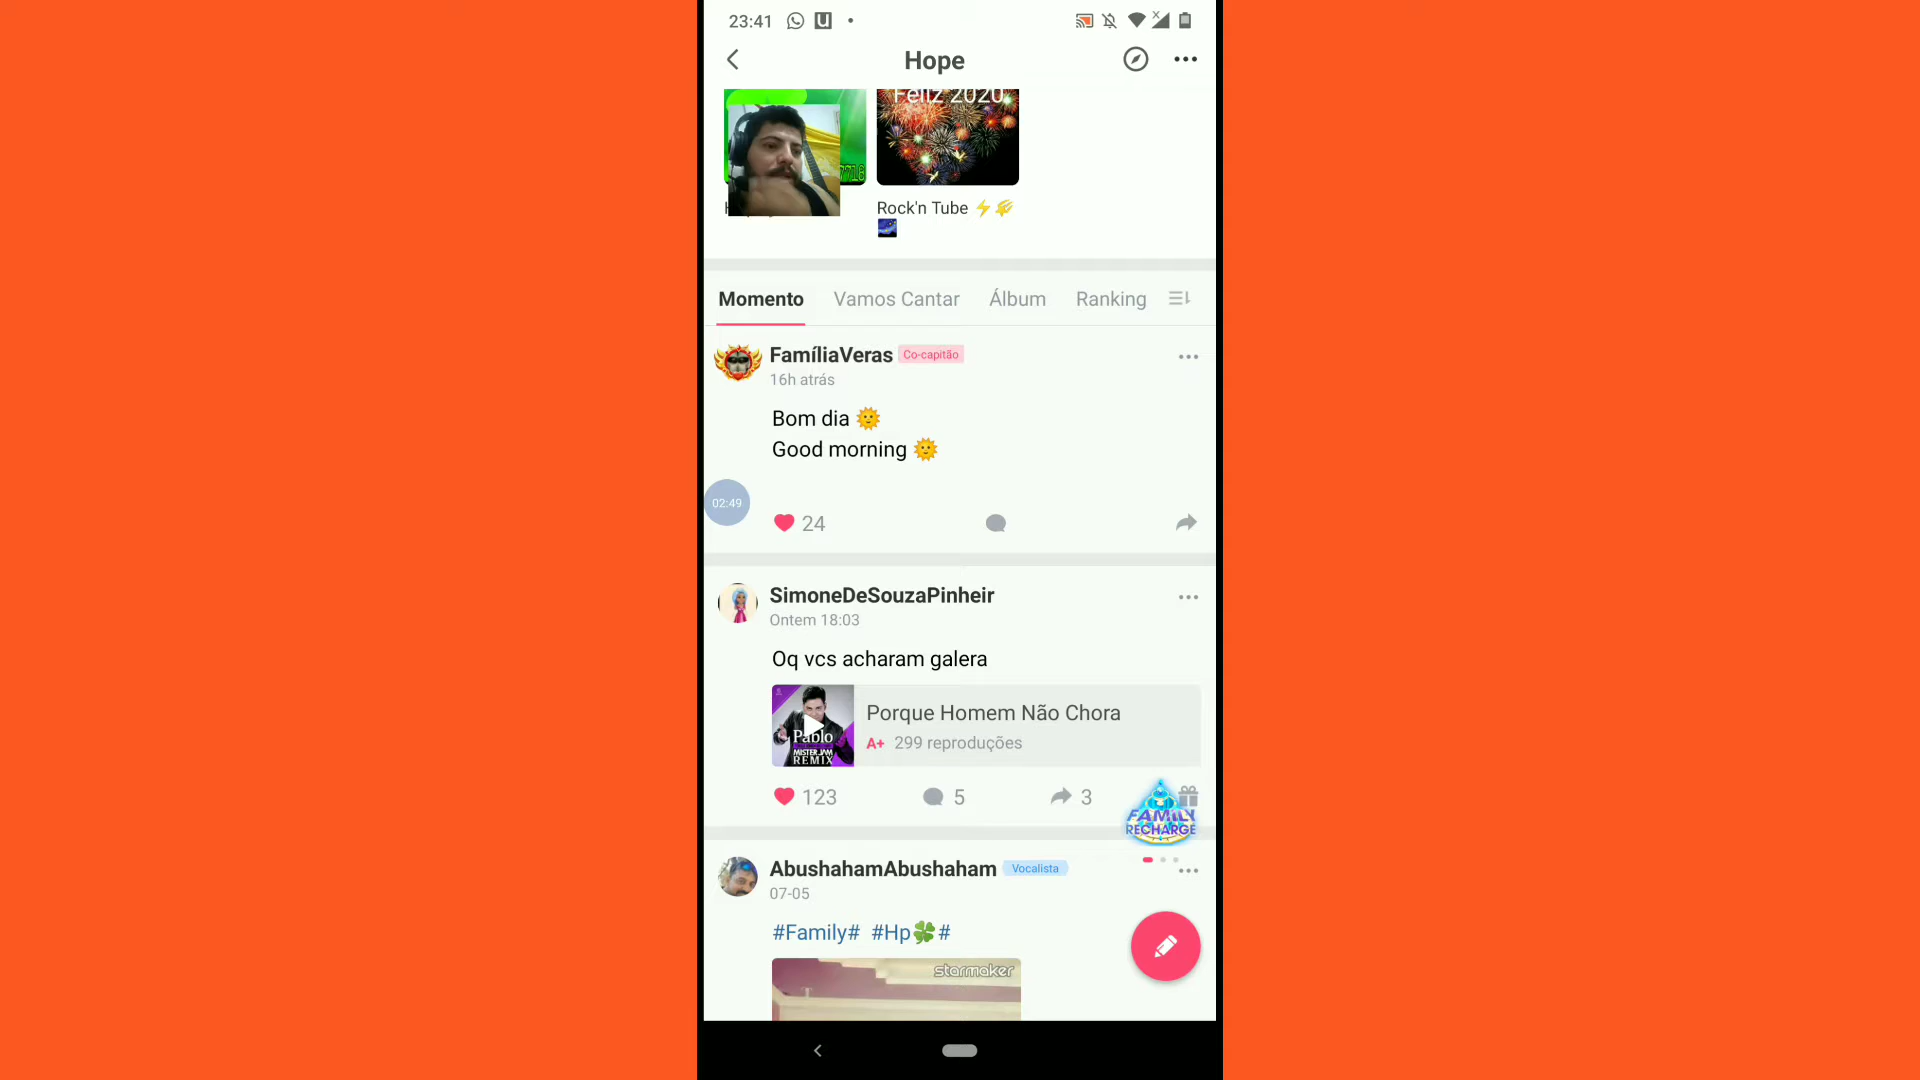 23:41
Hope
Feliz 2020
7716
Rock'n Tube ⚡
Momento Vamos Cantar Álbum Ranking
FamíliaVeras Co-capitão
16h atrás
Bom dia 🌞
Good morning 🌞
02:49
24
SimoneDeSouzaPinheir
Ontem 18:03
Oq vcs acharam galera
Pablo
MISTER JAM
REMIX
Porque Homem Não Chora
A+ 299 reproduções
123 5 3
FAMILY
RECHARGE
AbushahamAbushaham Vocalista
07-05
#Family# #Hp🍀#
starmaker